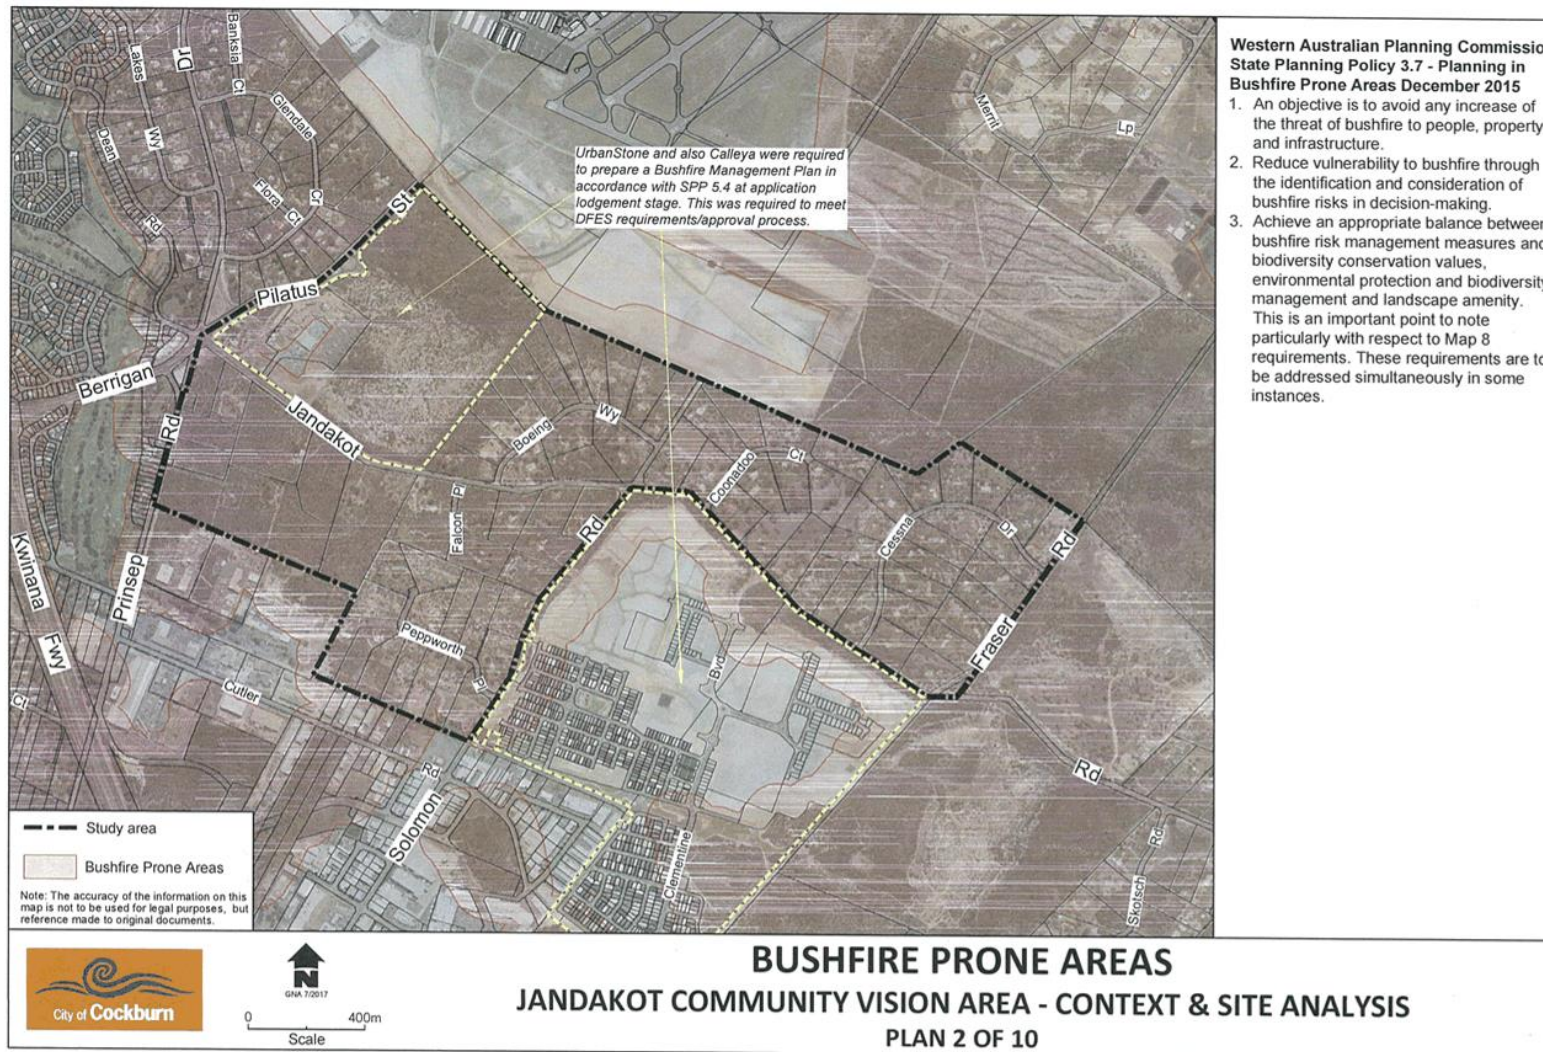 Western Australian Planning Commissio
State Planning Policy 3.7 - Planning in
Bushfire Prone Areas December 2015
1. An objective is to avoid any increase of
the threat of bushfire to people, property
and infrastructure.
2. Reduce vulnerability to bushfire through
the identification and consideration of
bushfire risks in decision-making.
3. Achieve an appropriate balance between
bushfire risk management measures and
biodiversity conservation values,
environmental protection and biodiversity
management and landscape amenity.
This is an important point to note
particularly with respect to Map 8
requirements. These requirements are to
be addressed simultaneously in some
instances.
UrbanStone and also Calleya were required
to prepare a Bushfire Management Plan in
accordance with SPP 5.4 at application
lodgement stage. This was required to meet
DFES requirements/approval process.
Lakes
Wy
Dr
Banksia
Ct
Glendale
Cr
Dean
Rd
Flora Ct
St
Pilatus
Merrit
Lp
Berrigan
Rd
Jandakot
Boeing
Wy
Coonadoo
Ct
Falcon
Pl
Rd
Cessna
Dr
Rd
Kwinana
Fwy
Prinsep
Peppworth
Pl
Fraser
Bvd
Ct
Cutler
Rd
Solomon
Clementine
Rd
Skotsch
Rd
Study area
Bushfire Prone Areas
Note: The accuracy of the information on this
map is not to be used for legal purposes, but
reference made to original documents.
City of Cockburn
N
GNA 7/2017
0 400m
Scale
BUSHFIRE PRONE AREAS
JANDAKOT COMMUNITY VISION AREA - CONTEXT & SITE ANALYSIS
PLAN 2 OF 10